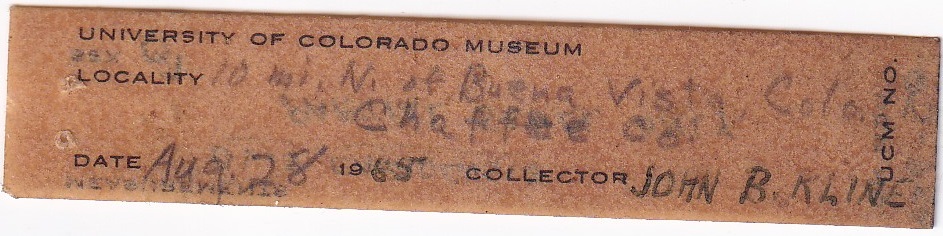 UNIVERSITY OF COLORADO MUSEUM
LOCALITY 10 mi. N. of Buena Vista, Colo.
Chaffee
DATE Aug 28 1965 COLLECTOR JOHN B. KLINE
UCM NO.